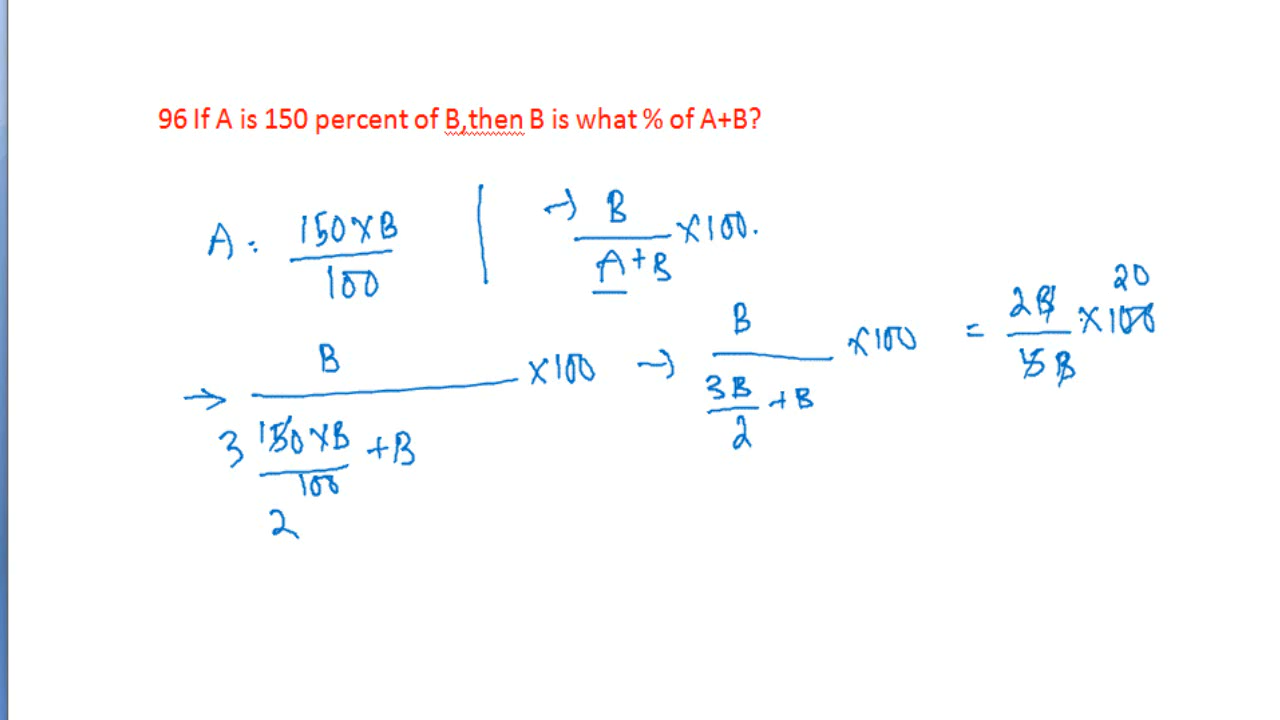 96 If A is 150 percent of B,then B is what % of A+B?
A = 150×B / 100 | → B / A+B ×100.
→ B / 3 150×B / 100 2 + B ×100 → B / 3B / 2 + B ×100 = 2B / 5B ×100 20